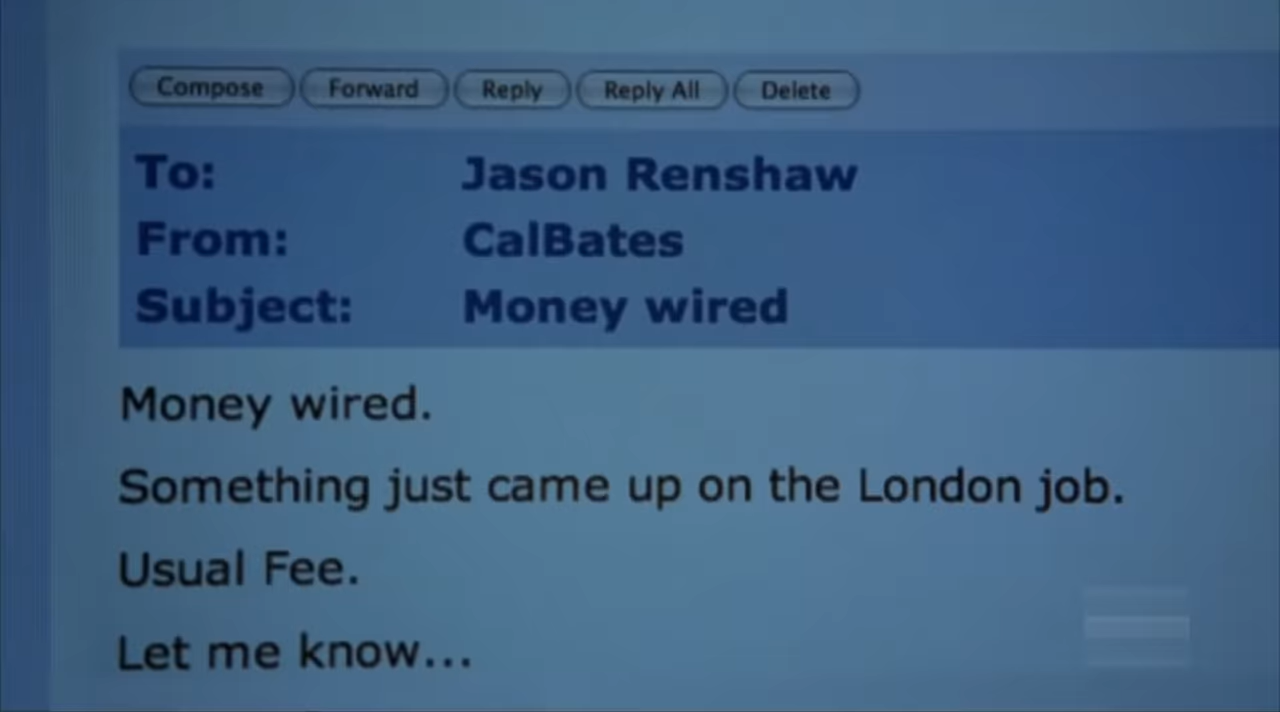 Compose Forward Reply Reply All Delete
To: Jason Renshaw
From: CalBates
Subject: Money wired
Money wired.
Something just came up on the London job.
Usual Fee.
Let me know...